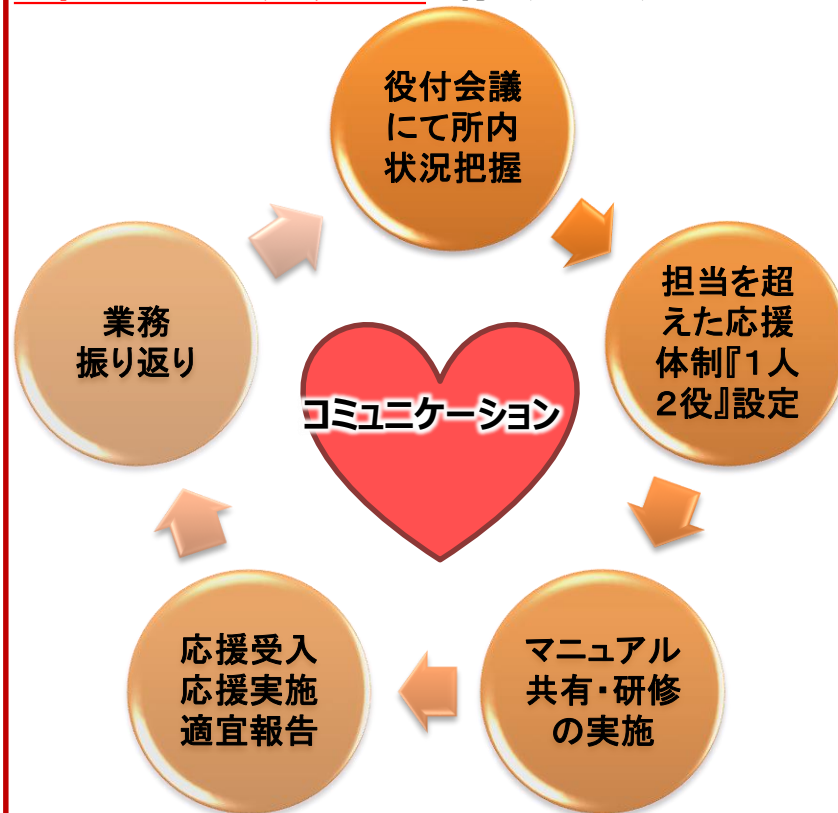 役付会議
にて所内
状況把握
担当を超
えた応援
体制『1人
2役』設定
マニュアル
共有・研修
の実施
応援受入
応援実施
適宜報告
業務
振り返り
コミュニケーション